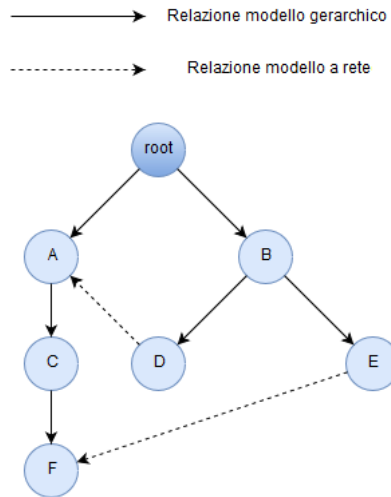 Relazione modello gerarchico
Relazione modello a rete
root
A
B
C
D
E
F